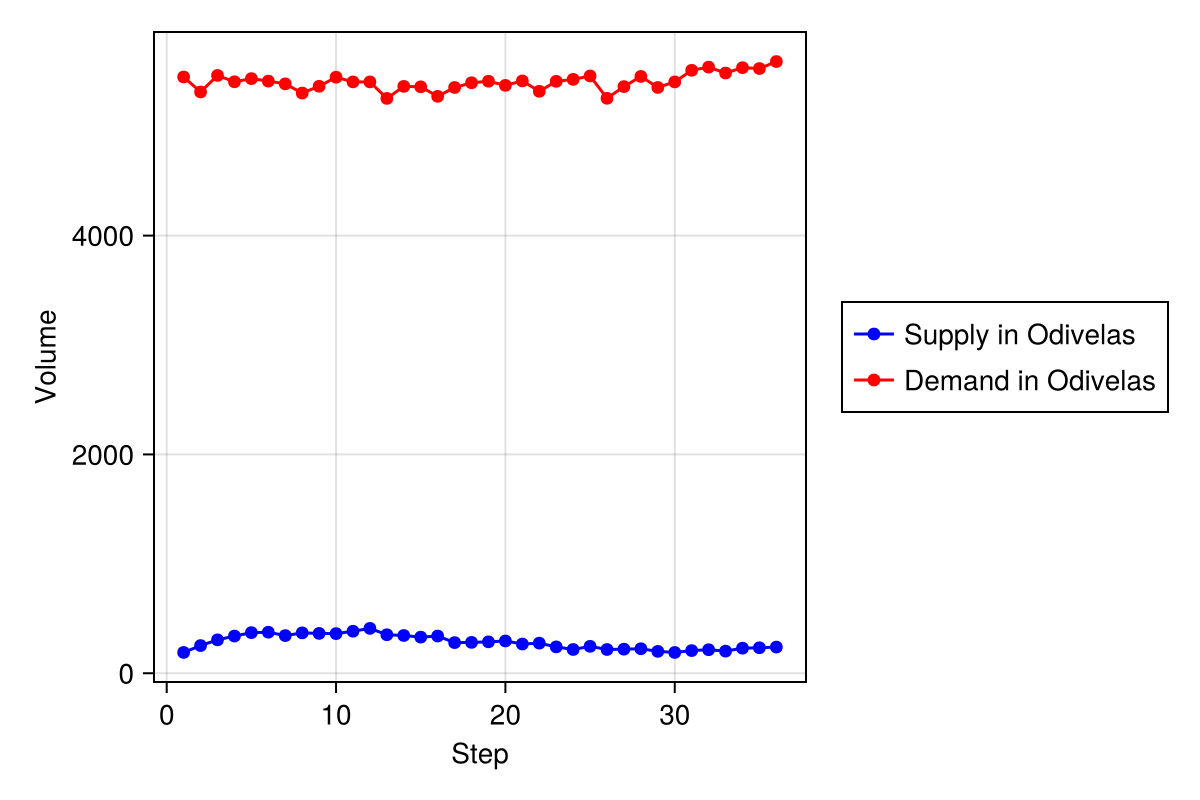 4000
2000
0
Volume
0 10 20 30
Step
Supply in Odivelas
Demand in Odivelas